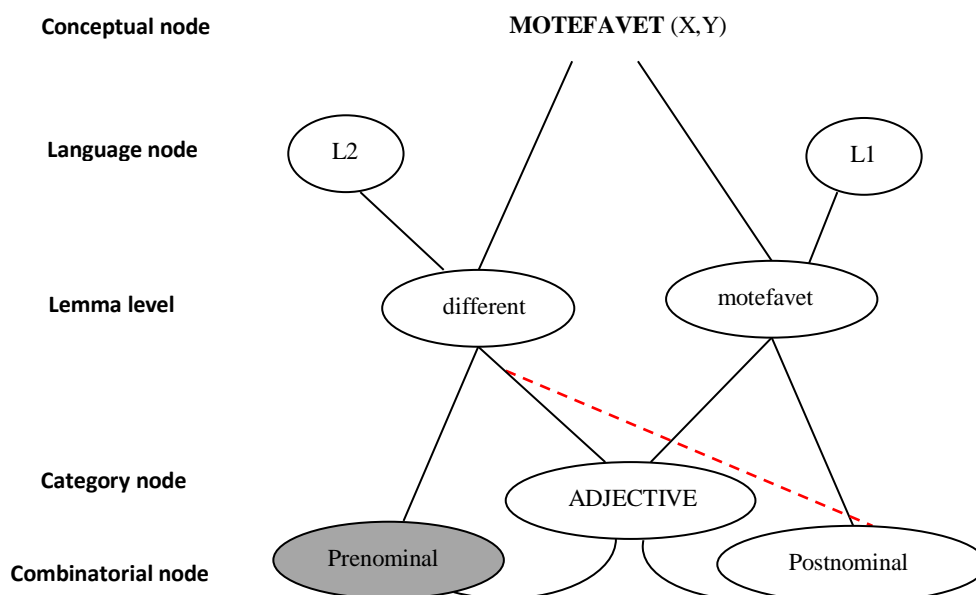 Conceptual node
MOTEFAVET (X,Y)
Language node
L2
L1
Lemma level
different
motefavet
Category node
ADJECTIVE
Combinatorial node
Prenominal
Postnominal